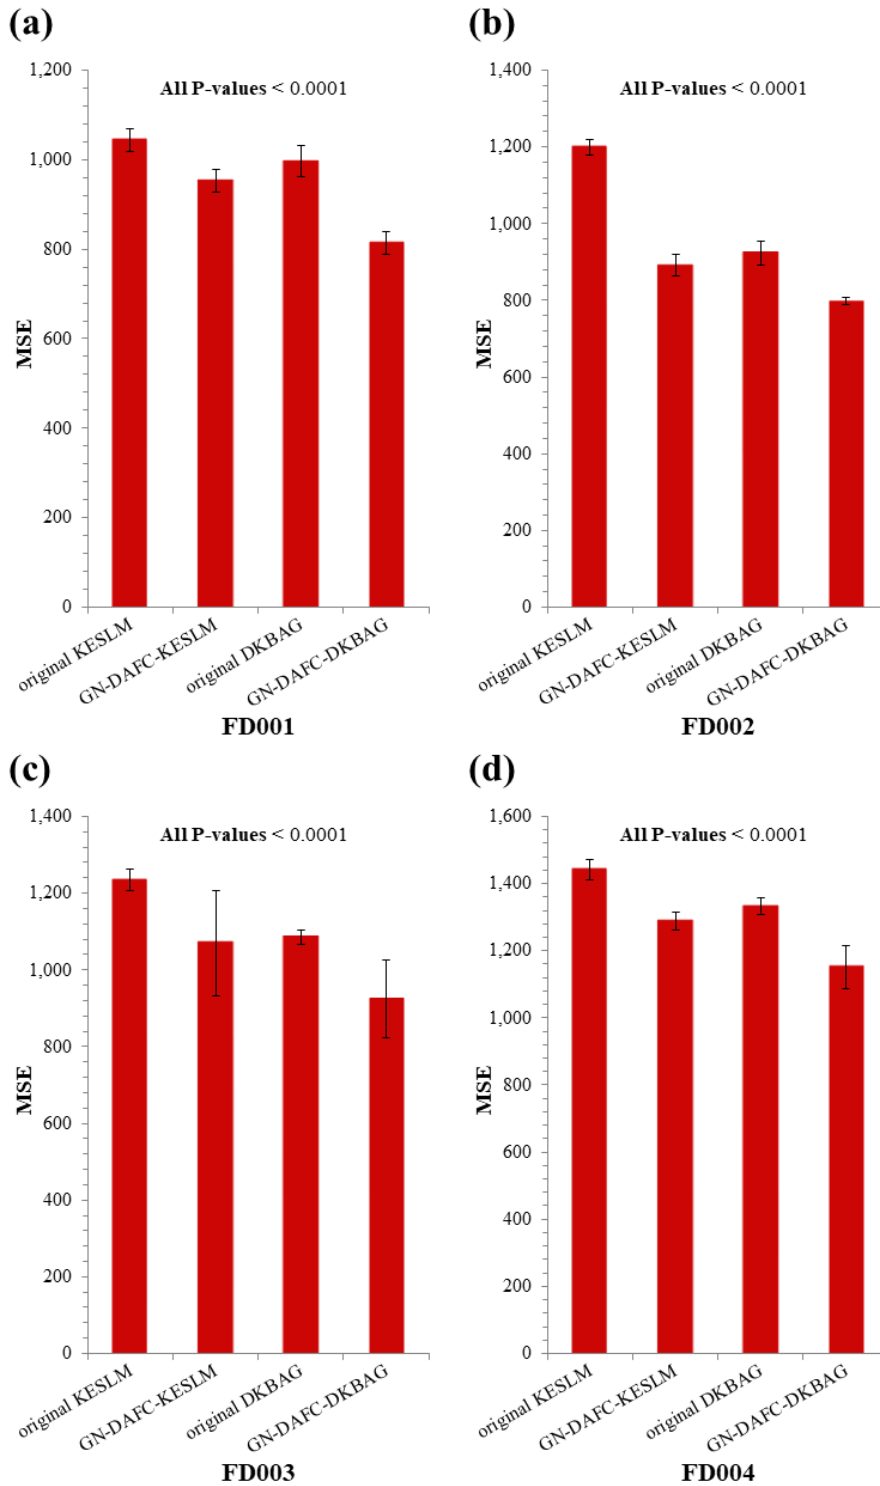 (a)
All P-values < 0.0001
1,200
1,000
800
600
400
200
0
MSE
original KESLM
GN-DAFC-KESLM
original DKBAG
GN-DAFC-DKBAG
FD001
(b)
All P-values < 0.0001
1,400
1,200
1,000
800
600
400
200
0
MSE
original KESLM
GN-DAFC-KESLM
original DKBAG
GN-DAFC-DKBAG
FD002
(c)
All P-values < 0.0001
1,400
1,200
1,000
800
600
400
200
0
MSE
original KESLM
GN-DAFC-KESLM
original DKBAG
GN-DAFC-DKBAG
FD003
(d)
All P-values < 0.0001
1,600
1,400
1,200
1,000
800
600
400
200
0
MSE
original KESLM
GN-DAFC-KESLM
original DKBAG
GN-DAFC-DKBAG
FD004